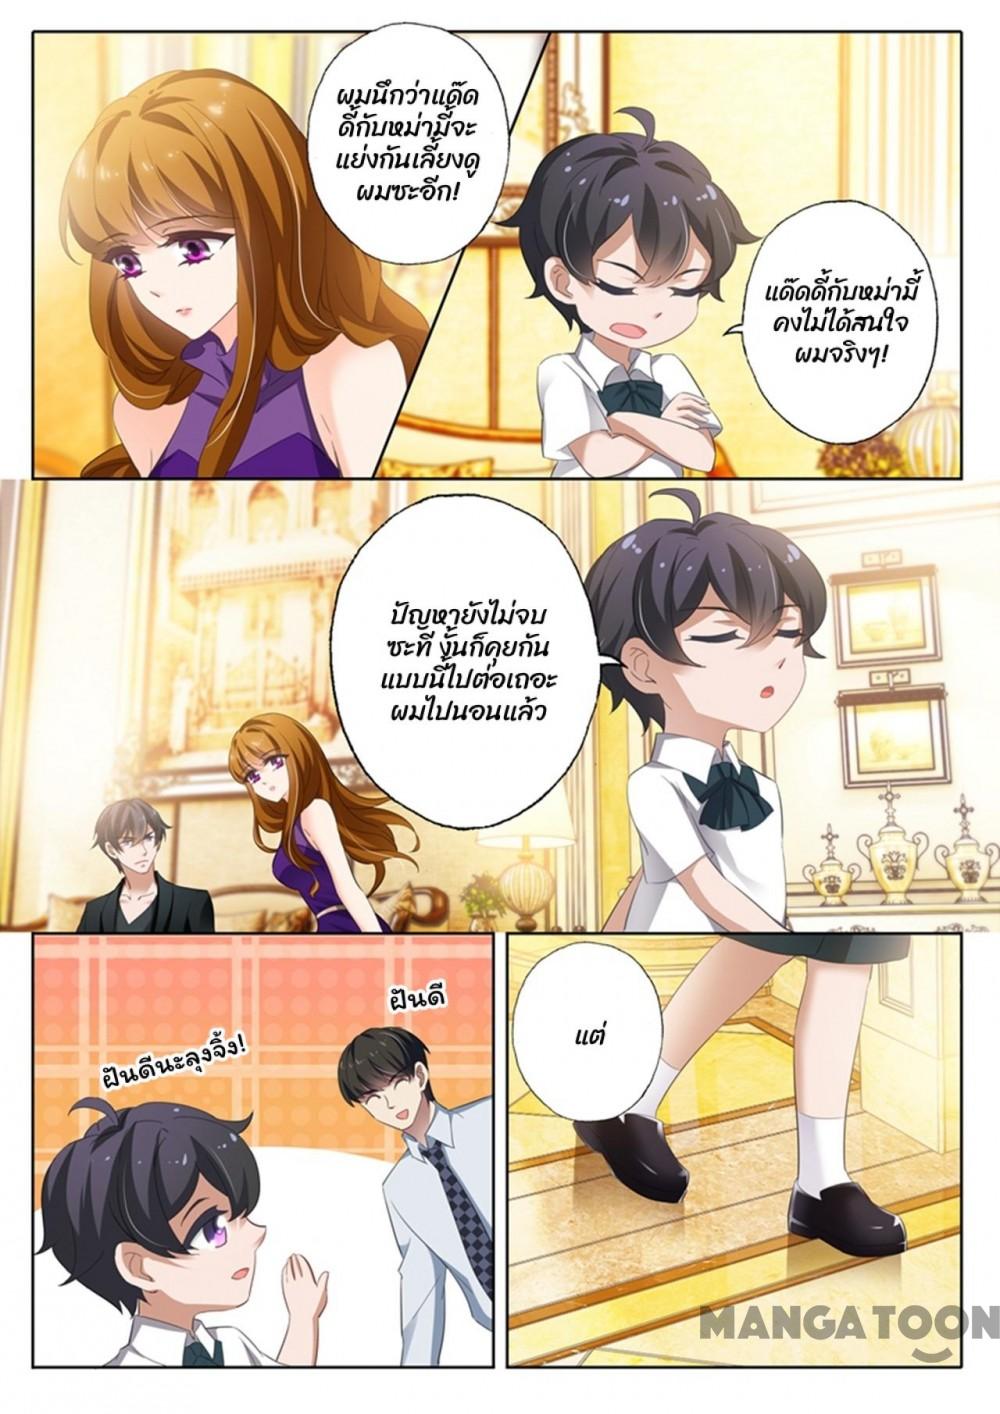 ผมนึกว่าแด๊ด
ดี้กับหม่ามี้จะ
แย่งกันเลี้ยงดู
ผมซะอีก!
แด๊ดดี้กับหม่ามี้
คงไม่ได้สนใจ
ผมจริงๆ!
ปัญหายังไม่จบ
ซะที งั้นก็คุยกัน
แบบนี้ไปต่อเถอะ
ผมไปนอนแล้ว
ฝันดี
ฝันดีนะลุงจิ้ง!
แต่
MANGATOON